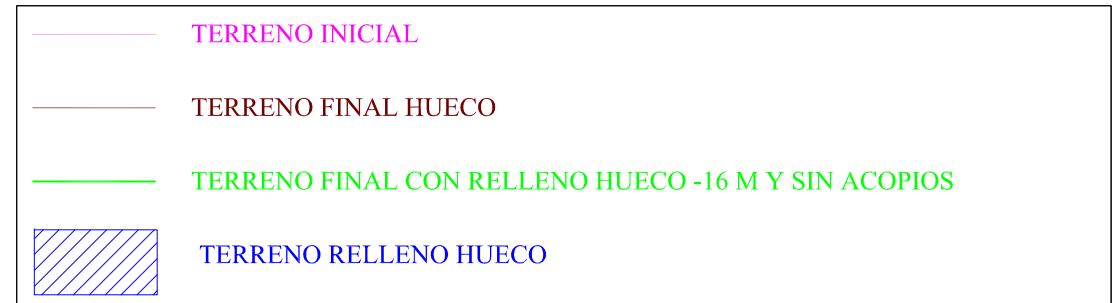 TERRENO INICIAL
TERRENO FINAL HUECO
TERRENO FINAL CON RELLENO HUECO -16 M Y SIN ACOPIOS
TERRENO RELLENO HUECO